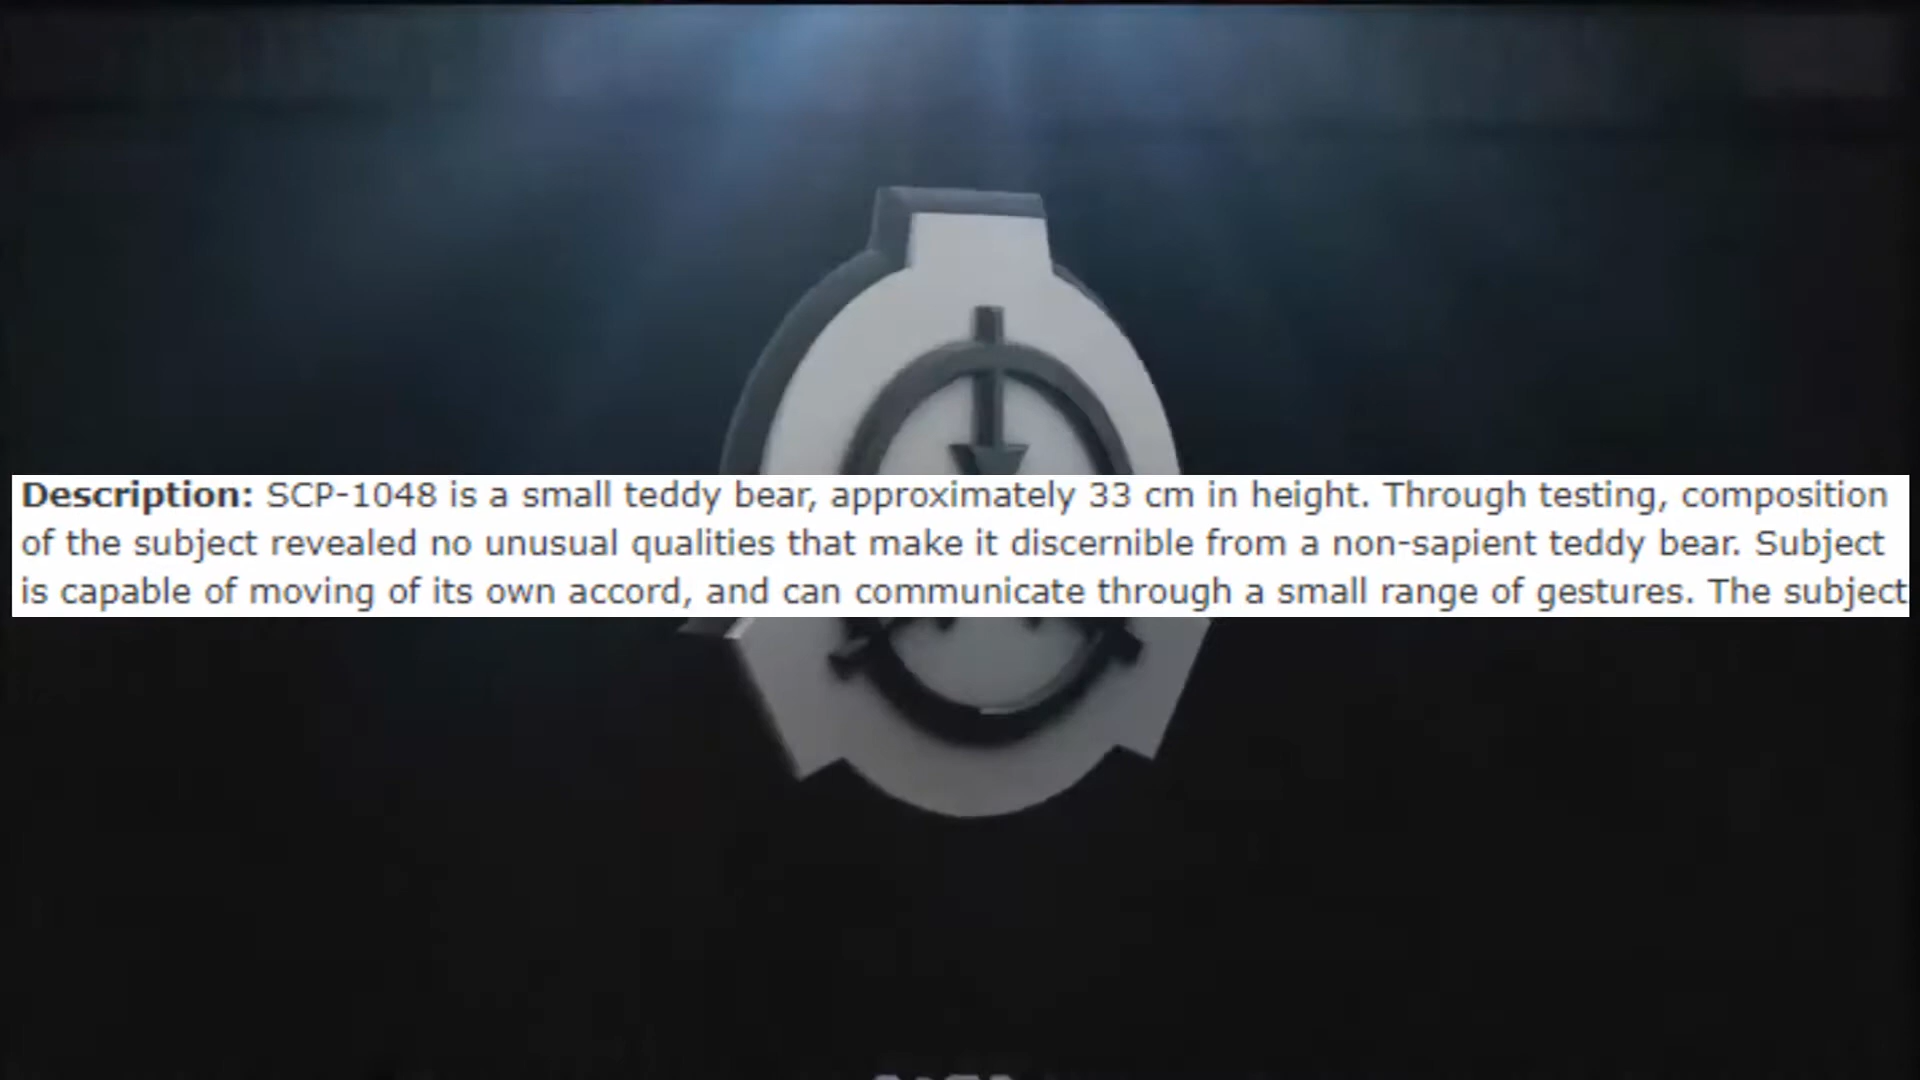 Description: SCP-1048 is a small teddy bear, approximately 33 cm in height. Through testing, composition
of the subject revealed no unusual qualities that make it discernible from a non-sapient teddy bear. Subject
is capable of moving of its own accord, and can communicate through a small range of gestures. The subject